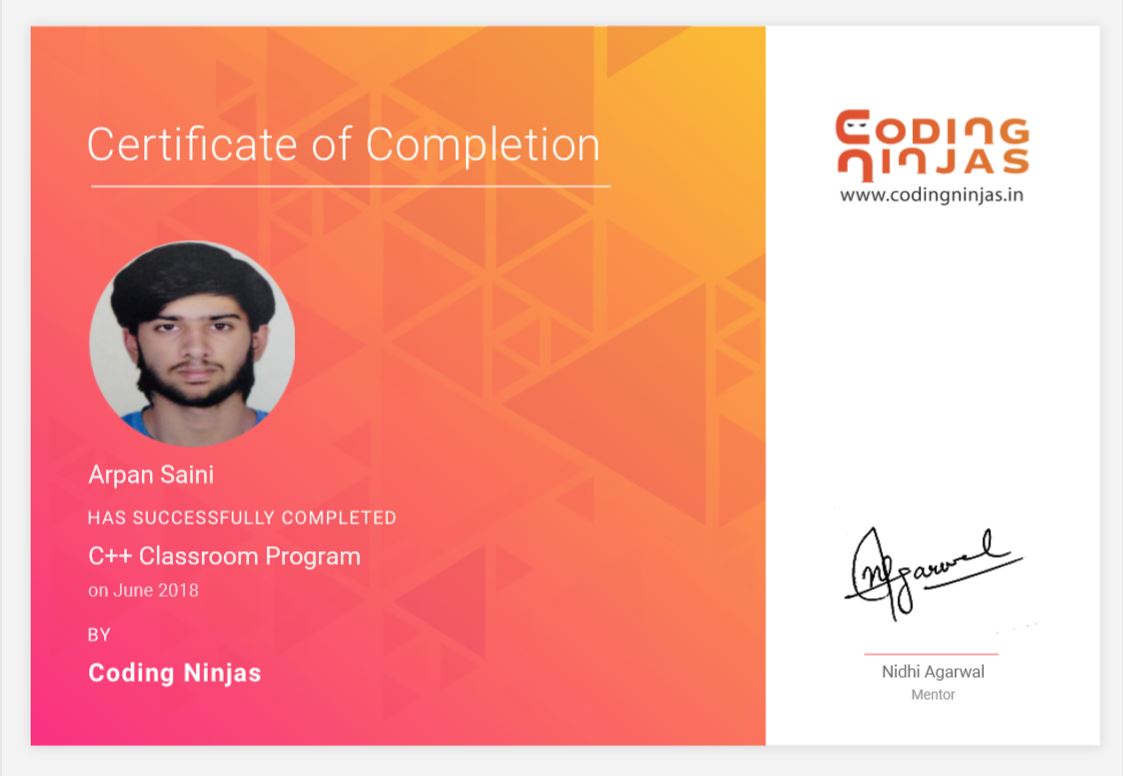 Certificate of Completion
Arpan Saini
HAS SUCCESSFULLY COMPLETED
C++ Classroom Program
on June 2018
BY
Coding Ninjas
CODING
NINJAS
www.codingninjas.in
NAgarwal
Nidhi Agarwal
Mentor